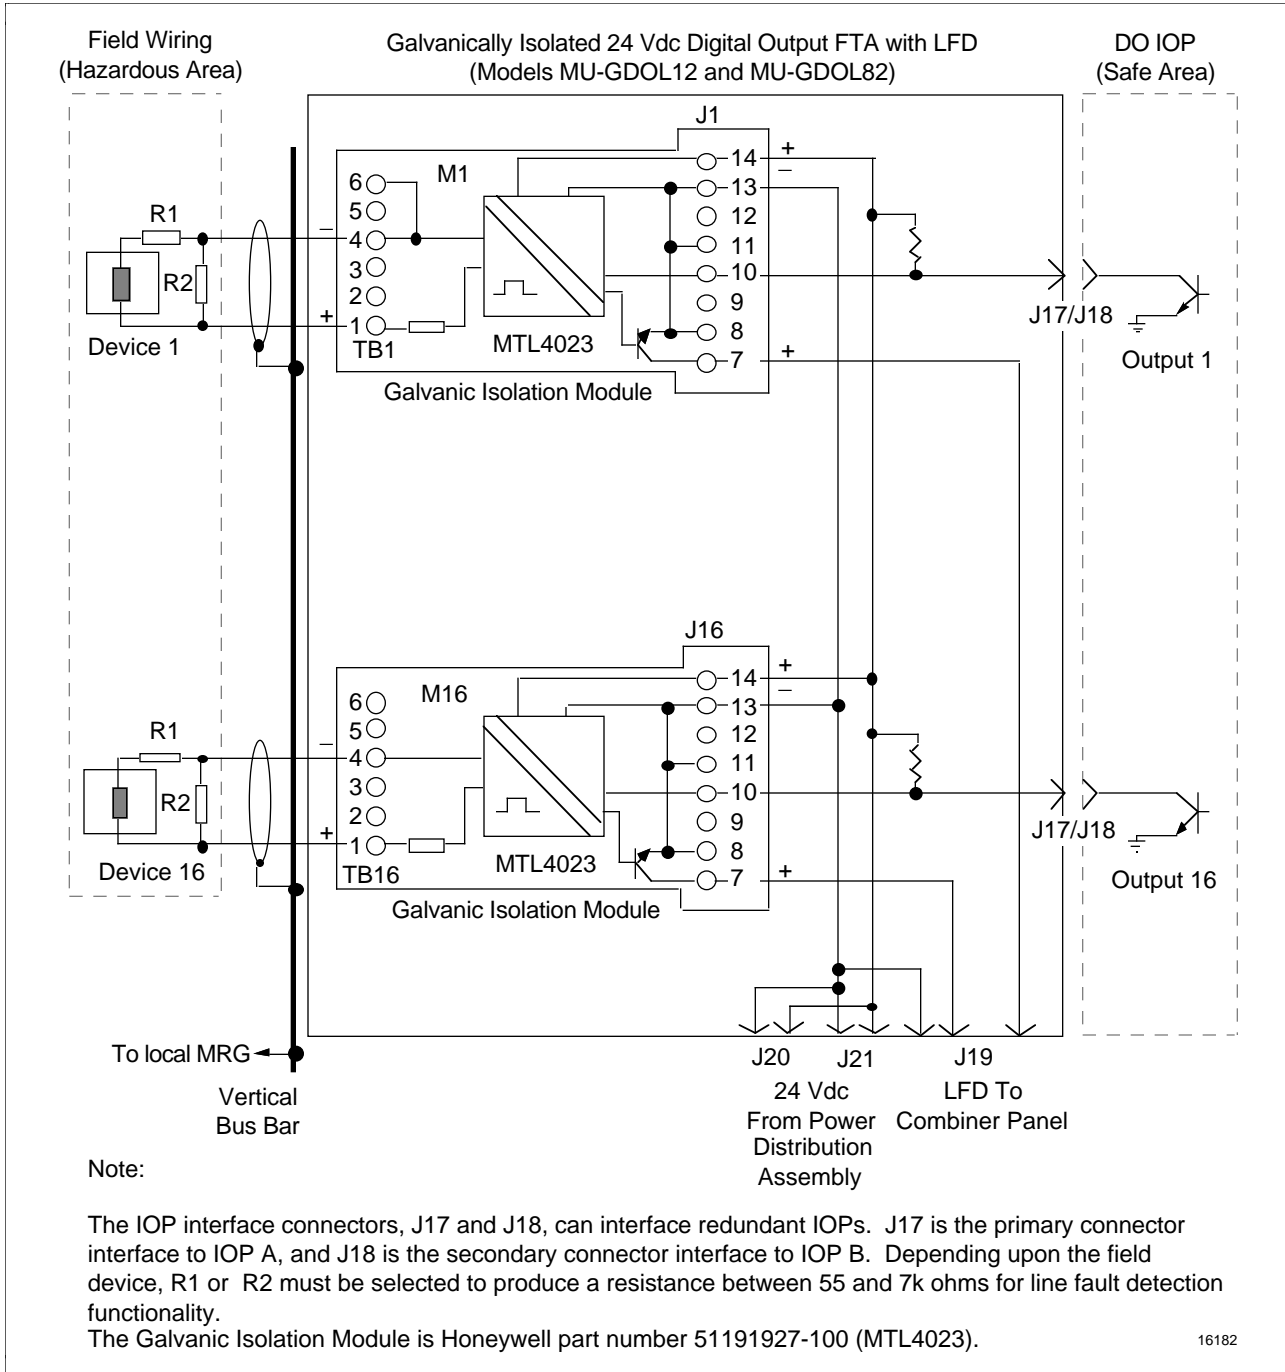 Field Wiring
(Hazardous Area)
Galvanically Isolated 24 Vdc Digital Output FTA with LFD
(Models MU-GDOL12 and MU-GDOL82)
DO IOP
(Safe Area)
J1
M1
6
5
4
3
2
1
TB1
R1
R2
Device 1
–
+
MTL4023
14
13
12
11
10
9
8
7
+
–
+
Galvanic Isolation Module
J17/J18
Output 1
J16
M16
6
5
4
3
2
1
TB16
R1
R2
Device 16
–
+
MTL4023
14
13
12
11
10
9
8
7
+
–
+
Galvanic Isolation Module
J17/J18
Output 16
To local MRG
Vertical
Bus Bar
J20
J21
J19
24 Vdc
From Power
Distribution
Assembly
LFD To
Combiner Panel
Note:
The IOP interface connectors, J17 and J18, can interface redundant IOPs. J17 is the primary connector
interface to IOP A, and J18 is the secondary connector interface to IOP B. Depending upon the field
device, R1 or R2 must be selected to produce a resistance between 55 and 7k ohms for line fault detection
functionality.
The Galvanic Isolation Module is Honeywell part number 51191927-100 (MTL4023).
16182